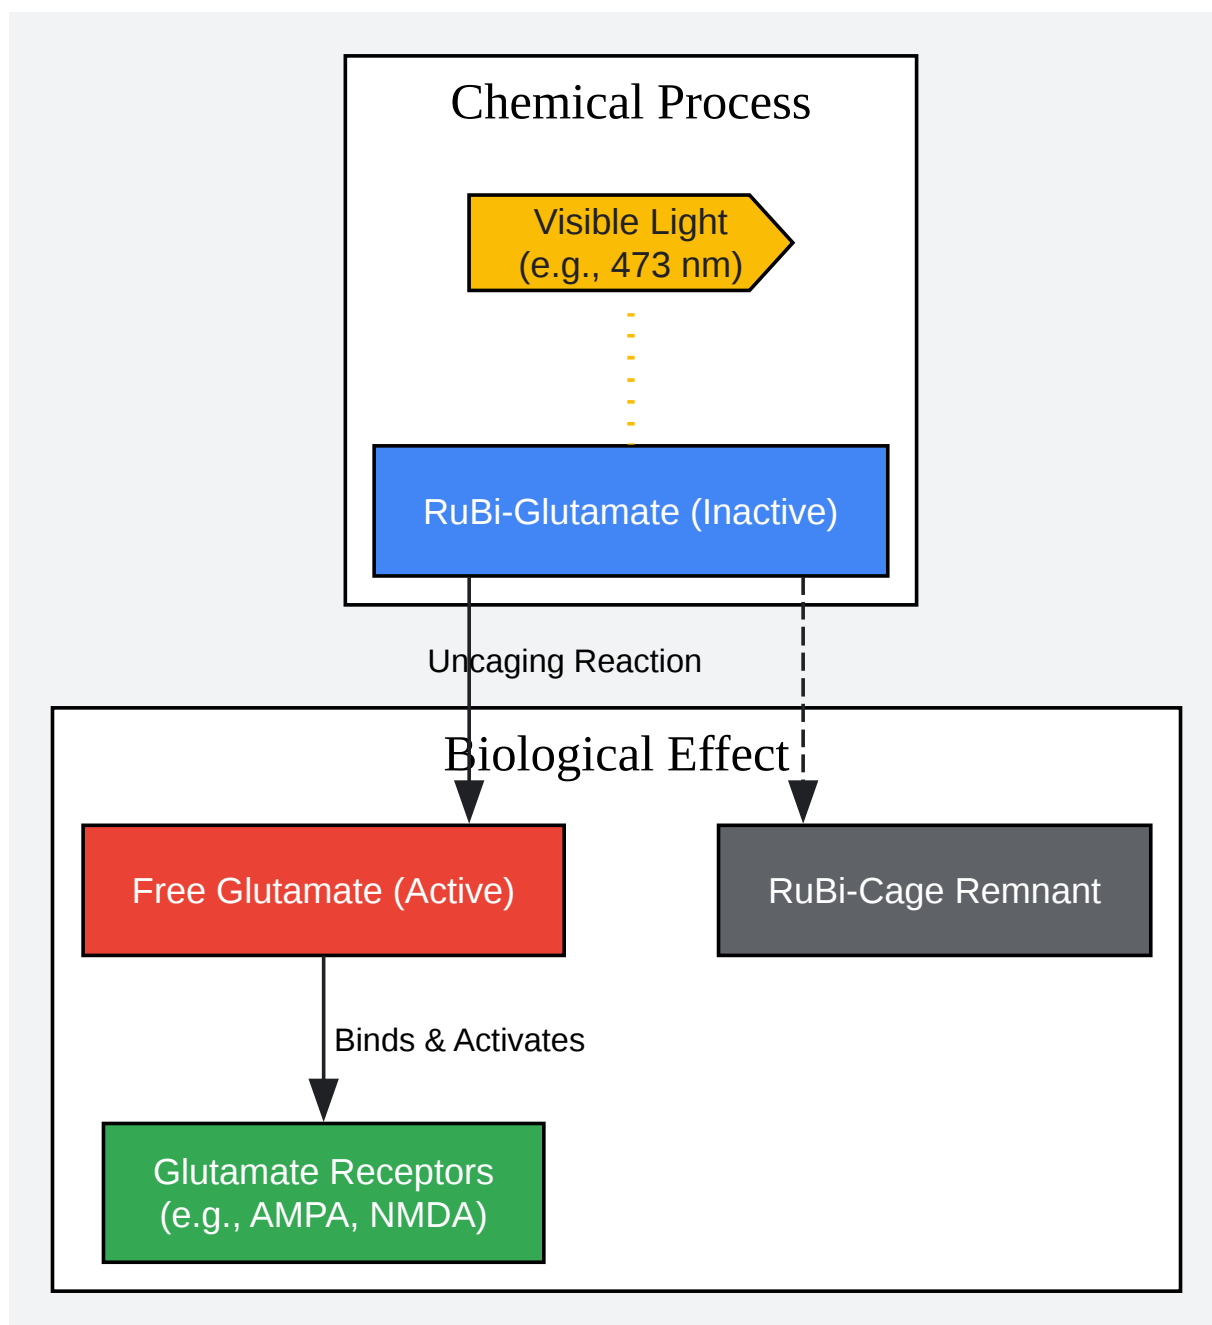 Chemical Process
Visible Light
(e.g., 473 nm)
RuBi-Glutamate (Inactive)
Uncaging Reaction
Biological Effect
Free Glutamate (Active)
RuBi-Cage Remnant
Binds & Activates
Glutamate Receptors
(e.g., AMPA, NMDA)